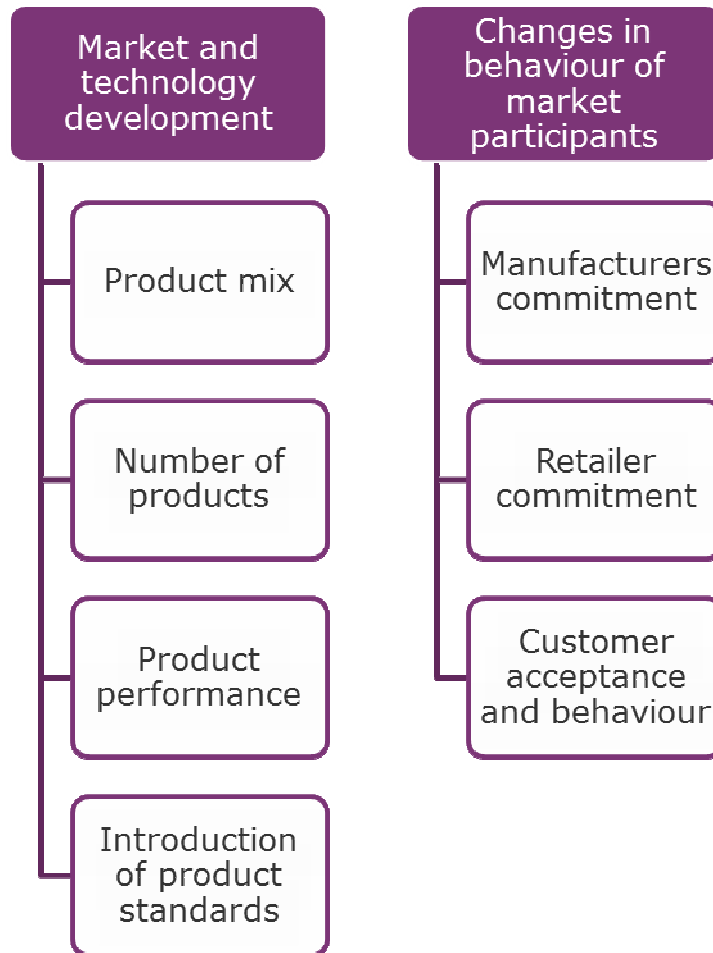 Market and
technology
development
Product mix
Number of
products
Product
performance
Introduction
of product
standards
Changes in
behaviour of
market
participants
Manufacturers
commitment
Retailer
commitment
Customer
acceptance
and behaviour